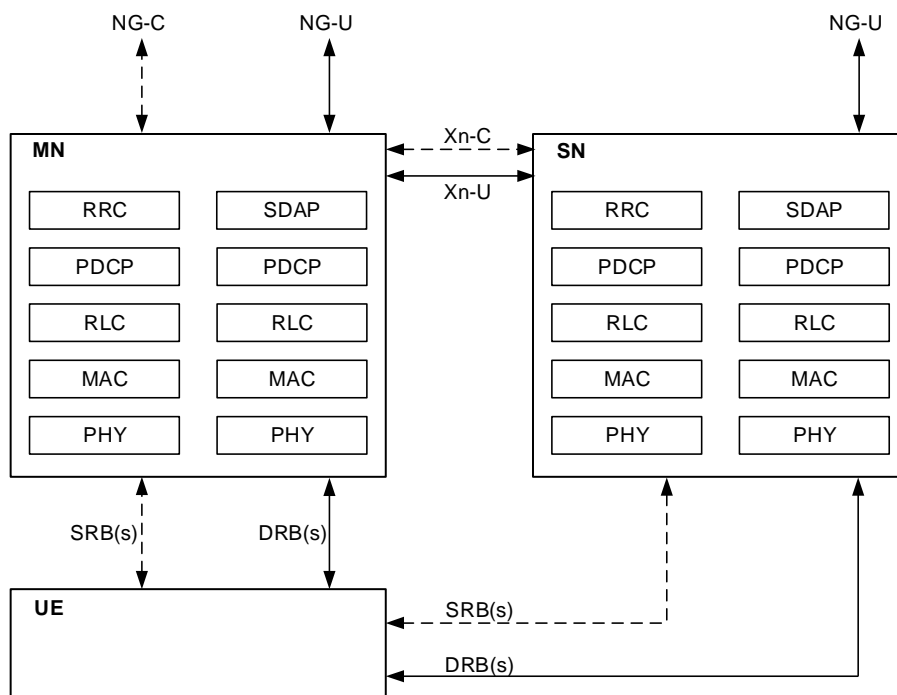 NG-C NG-U NG-U
MN Xn-C SN
Xn-U
RRC SDAP RRC SDAP
PDCP PDCP PDCP PDCP
RLC RLC RLC RLC
MAC MAC MAC MAC
PHY PHY PHY PHY
SRB(s) DRB(s)
UE SRB(s)
DRB(s)